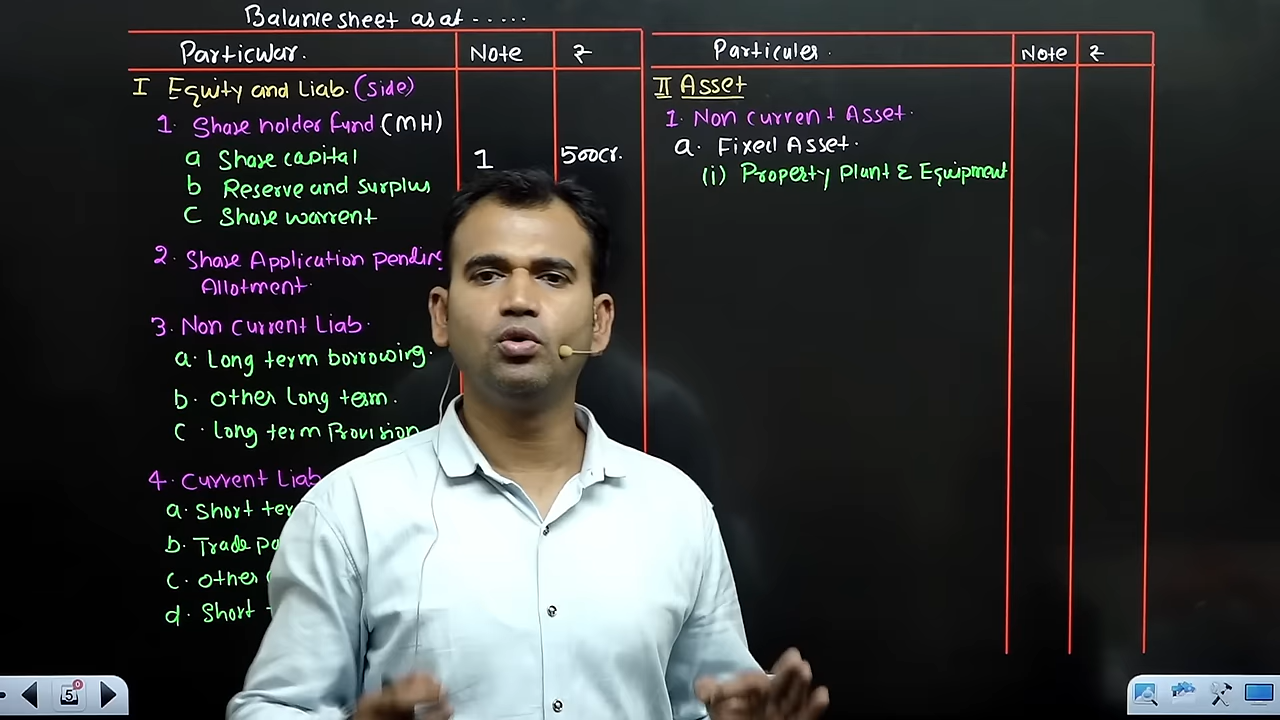 Balance sheet as at ......
Particular. Note ₹
I Equity and Liab. (side)
1. Share holder fund (MH)
a Share capital 1 500cr.
b Reserve and surplus
C Share warrent
2. Share Application pending
Allotment.
3. Non current Liab.
a. Long term borrowing.
b. other Long term.
C. Long term Provision
4. Current Liab
a. Short
b. Trade
c. other
d. Short
Particules. Note ₹
II Asset
1. Non current Asset.
a. Fixed Asset.
(i) Property Plant & Equipment
5
0